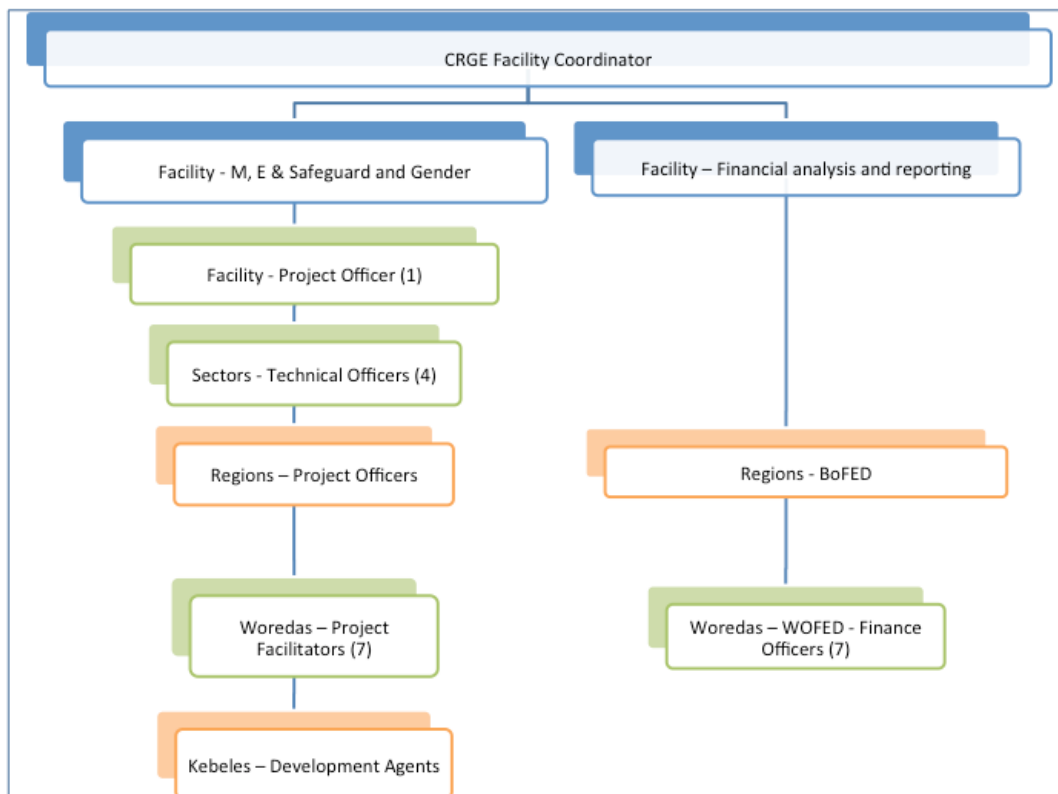 CRGE Facility Coordinator
Facility - M, E & Safeguard and Gender
Facility – Financial analysis and reporting
Facility - Project Officer (1)
Sectors - Technical Officers (4)
Regions – Project Officers
Regions - BoFED
Woredas – Project
Facilitators (7)
Woredas – WOFED - Finance
Officers (7)
Kebeles – Development Agents